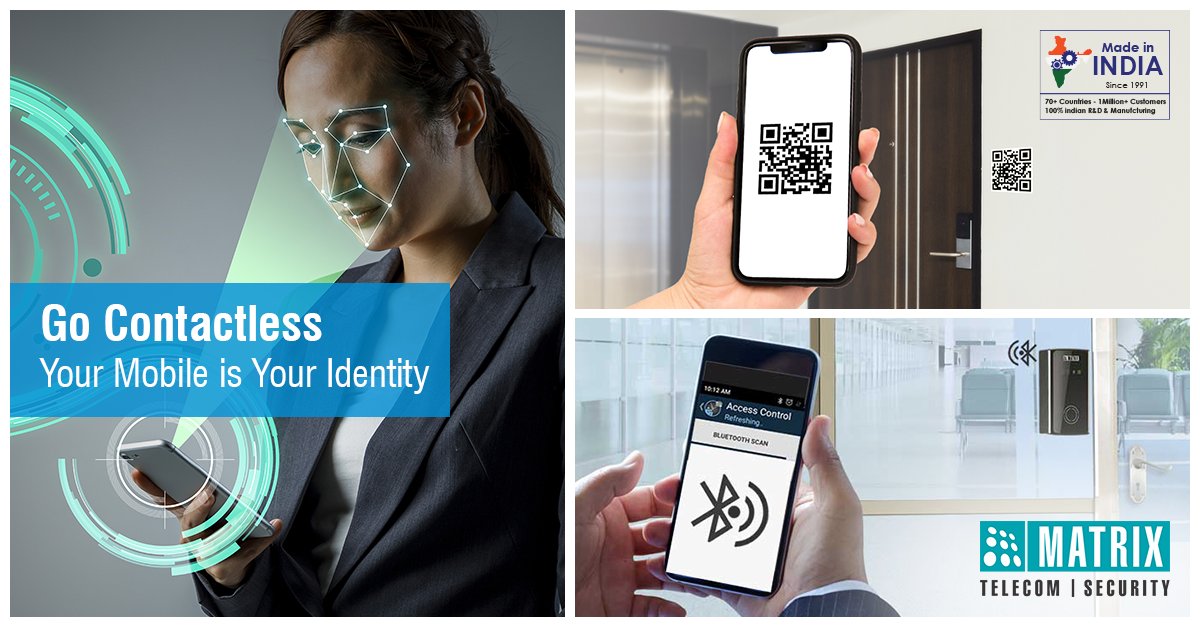 Go Contactless
Your Mobile is Your Identity
Made in
INDIA
Since 1991
70+ Countries - 1Million+ Customers
100% indian R&D & Manufcturing
10:12 AM
Access Control
Refreshing..
BLUETOOTH SCAN
MATRIX
MATRIX
TELECOM | SECURITY